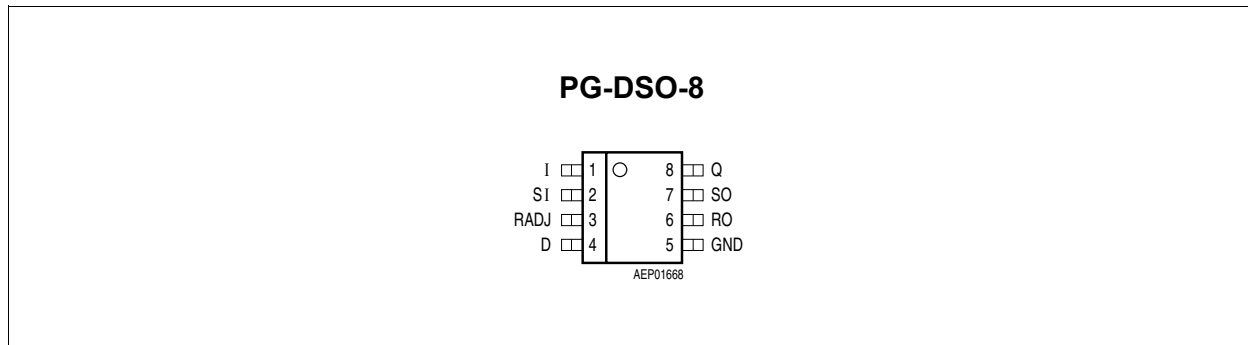 PG-DSO-8
I 1 8 Q
SI 2 7 SO
RADJ 3 6 RO
D 4 5 GND
AEP01668